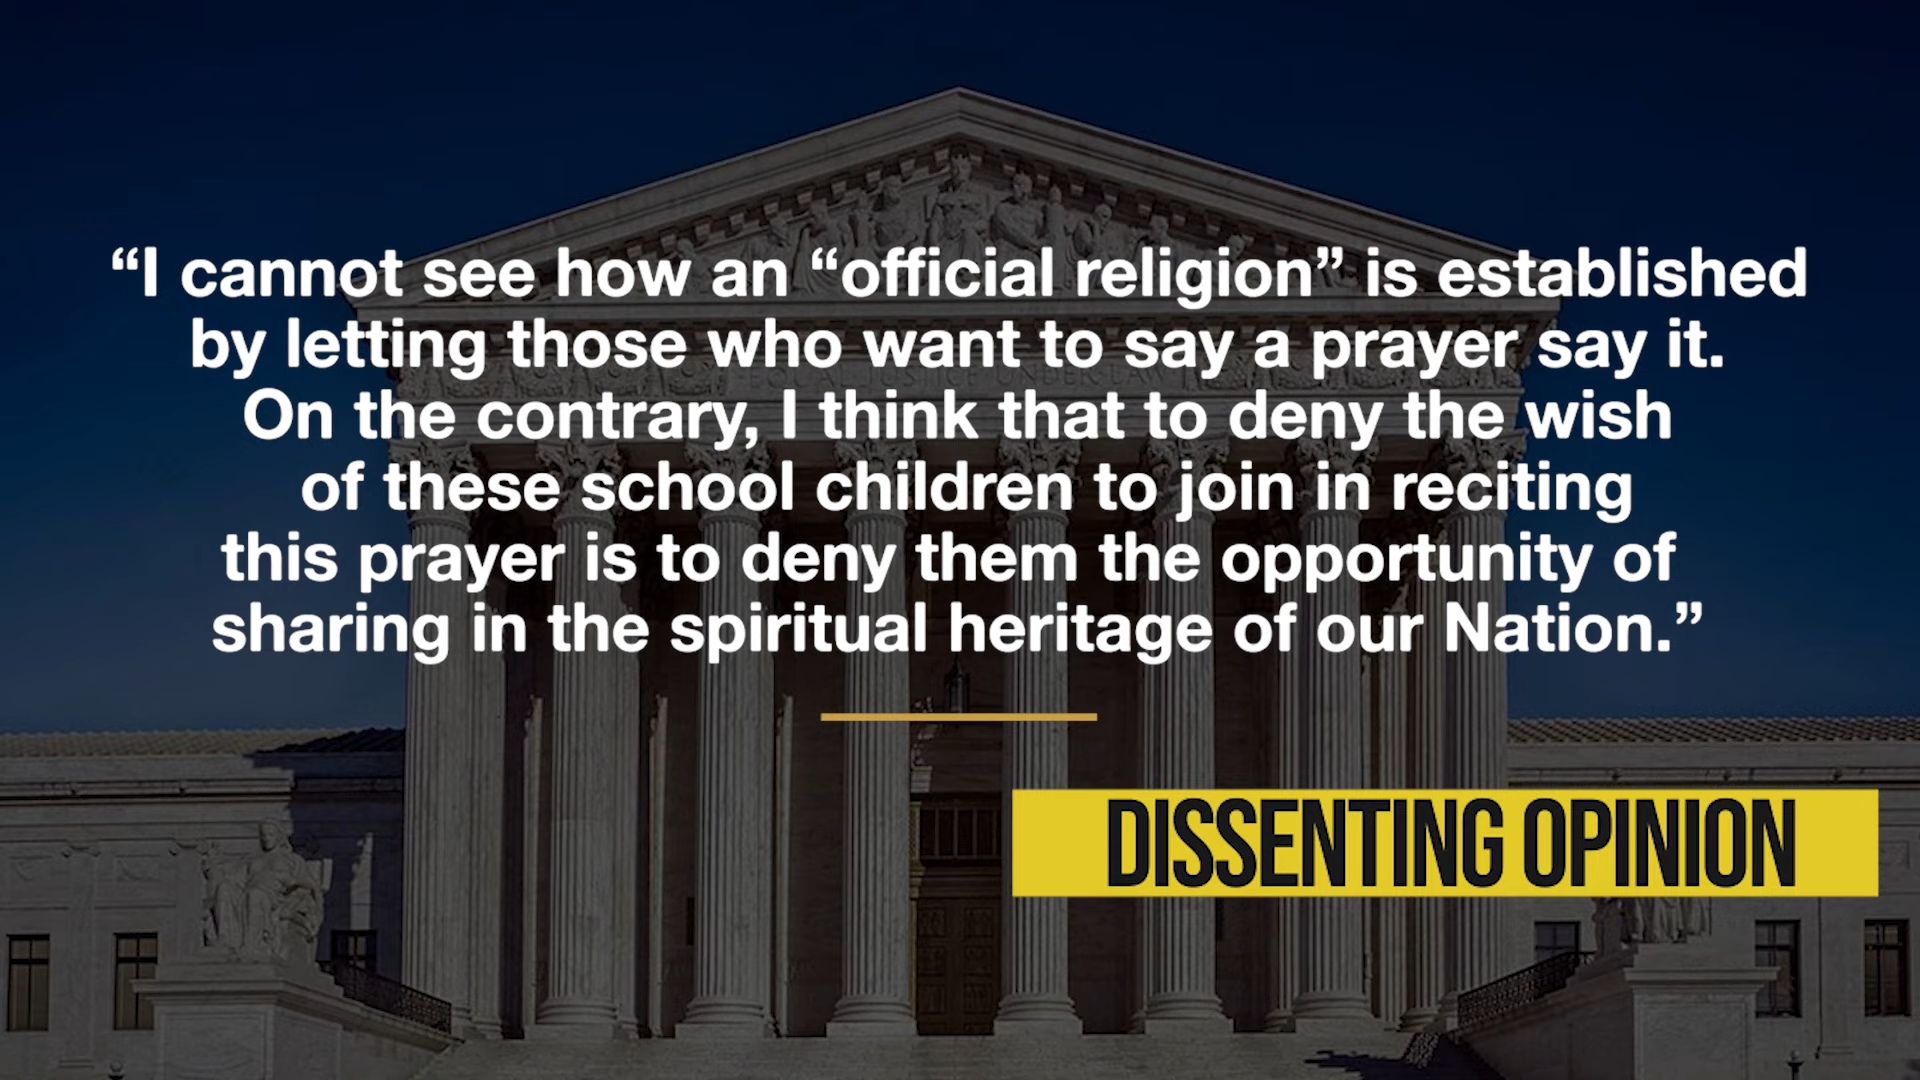 “I cannot see how an “official religion” is established
by letting those who want to say a prayer say it.
On the contrary, I think that to deny the wish
of these school children to join in reciting
this prayer is to deny them the opportunity of
sharing in the spiritual heritage of our Nation.”
DISSENTING OPINION